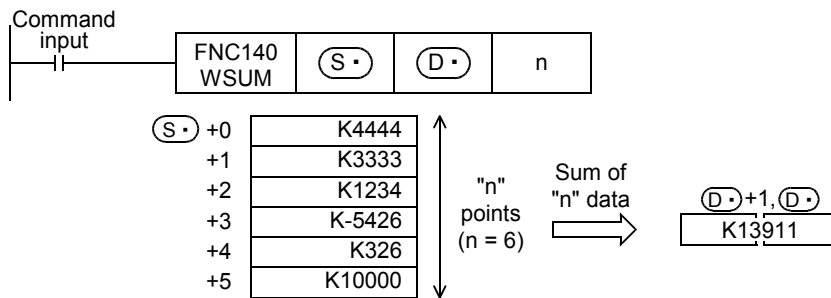 Command
input
FNC140
WSUM
S·
D·
n
S· +0
K4444
+1
K3333
+2
K1234
+3
K-5426
+4
K326
+5
K10000
"n"
points
(n = 6)
Sum of
"n" data
D·+1, D·
K13911